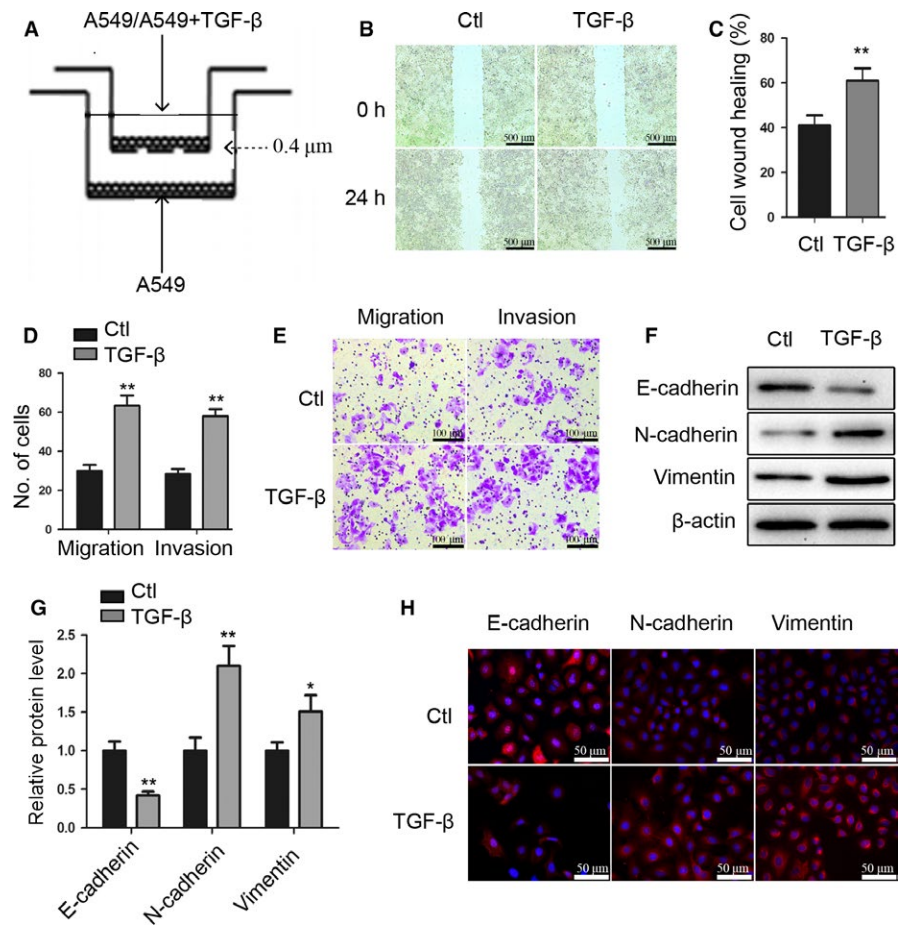 A
A549/A549+TGF-β
0.4 μm
A549
B
Ctl
TGF-β
0 h
24 h
500 μm
500 μm
500 μm
500 μm
C
Cell wound healing (%)
80
60
40
20
0
**
Ctl
TGF-β
D
Ctl
TGF-β
No. of cells
80
60
40
20
0
**
**
Migration
Invasion
E
Migration
Invasion
Ctl
TGF-β
100 μm
100 μm
100 μm
100 μm
F
Ctl
TGF-β
E-cadherin
N-cadherin
Vimentin
β-actin
G
Ctl
TGF-β
Relative protein level
2.5
2.0
1.5
1.0
0.5
0.0
**
**
*
E-cadherin
N-cadherin
Vimentin
H
E-cadherin
N-cadherin
Vimentin
Ctl
TGF-β
50 μm
50 μm
50 μm
50 μm
50 μm
50 μm